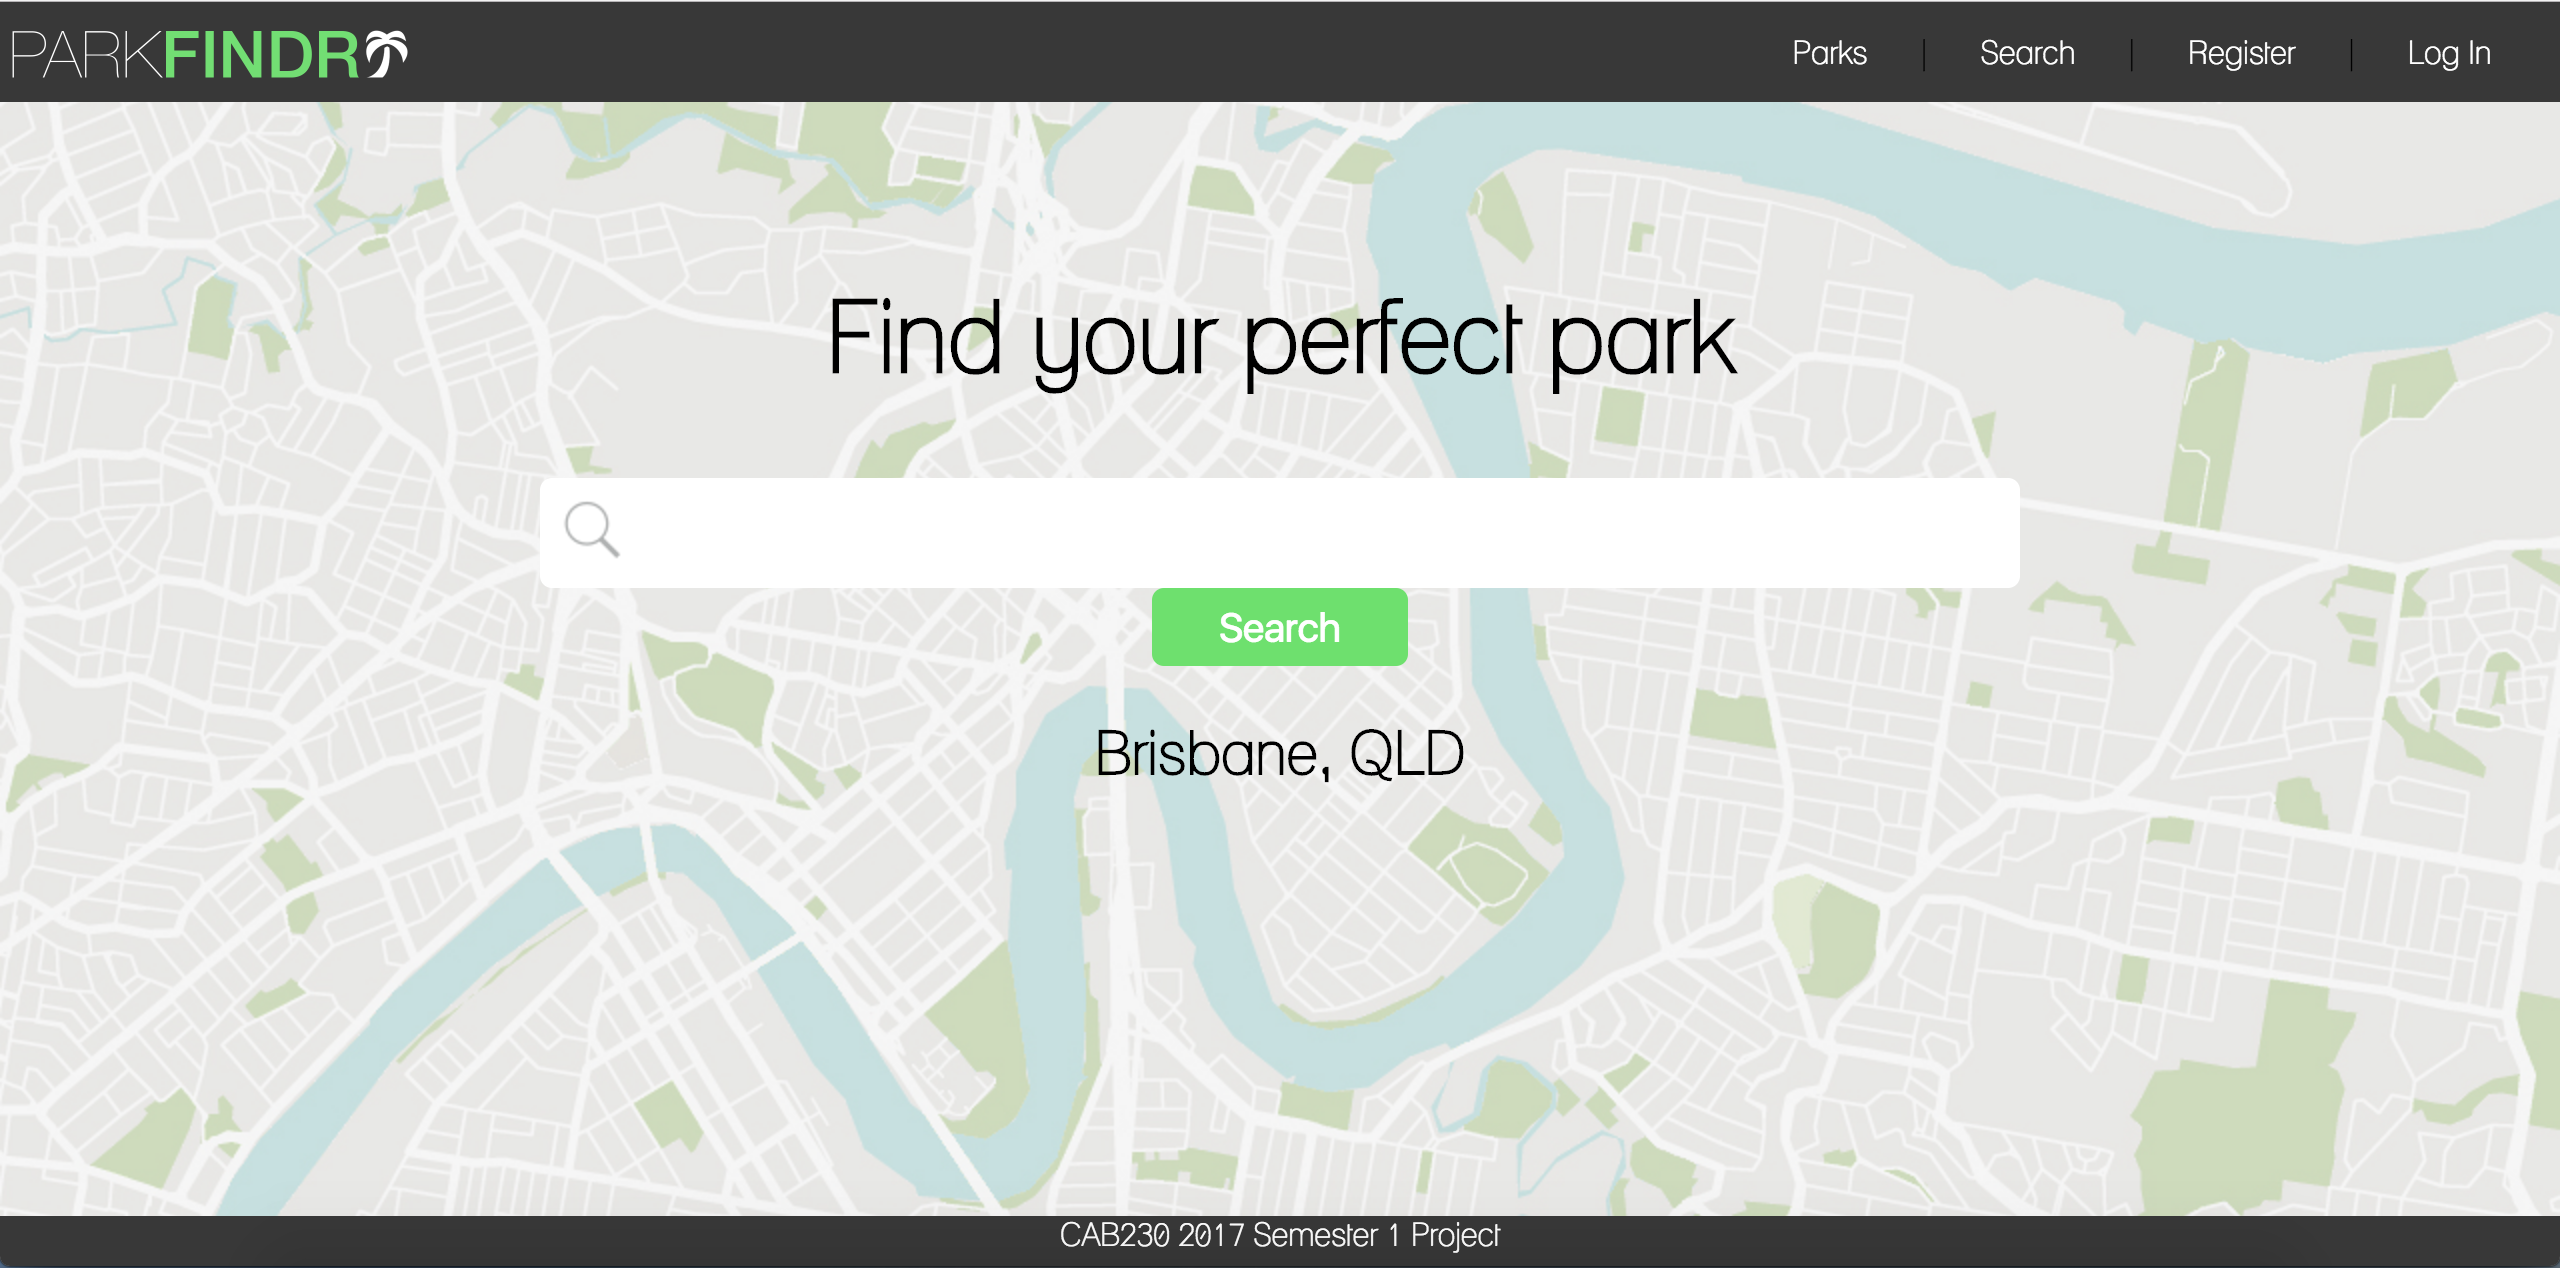 PARKFINDR
Parks | Search | Register | Log In
Find your perfect park
Search
Brisbane, QLD
CAB230 2017 Semester 1 Project